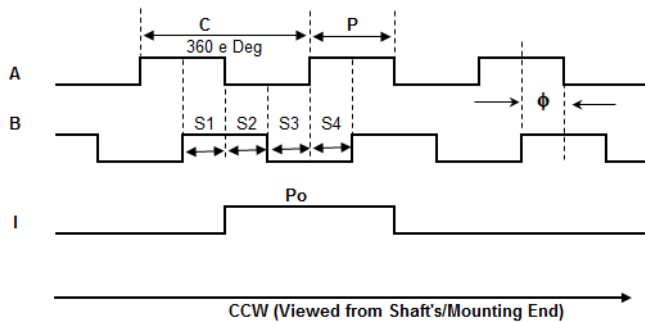 C
P
360 e Deg
A
ϕ
B
S1 S2 S3 S4
Po
I
CCW (Viewed from Shaft's/Mounting End)